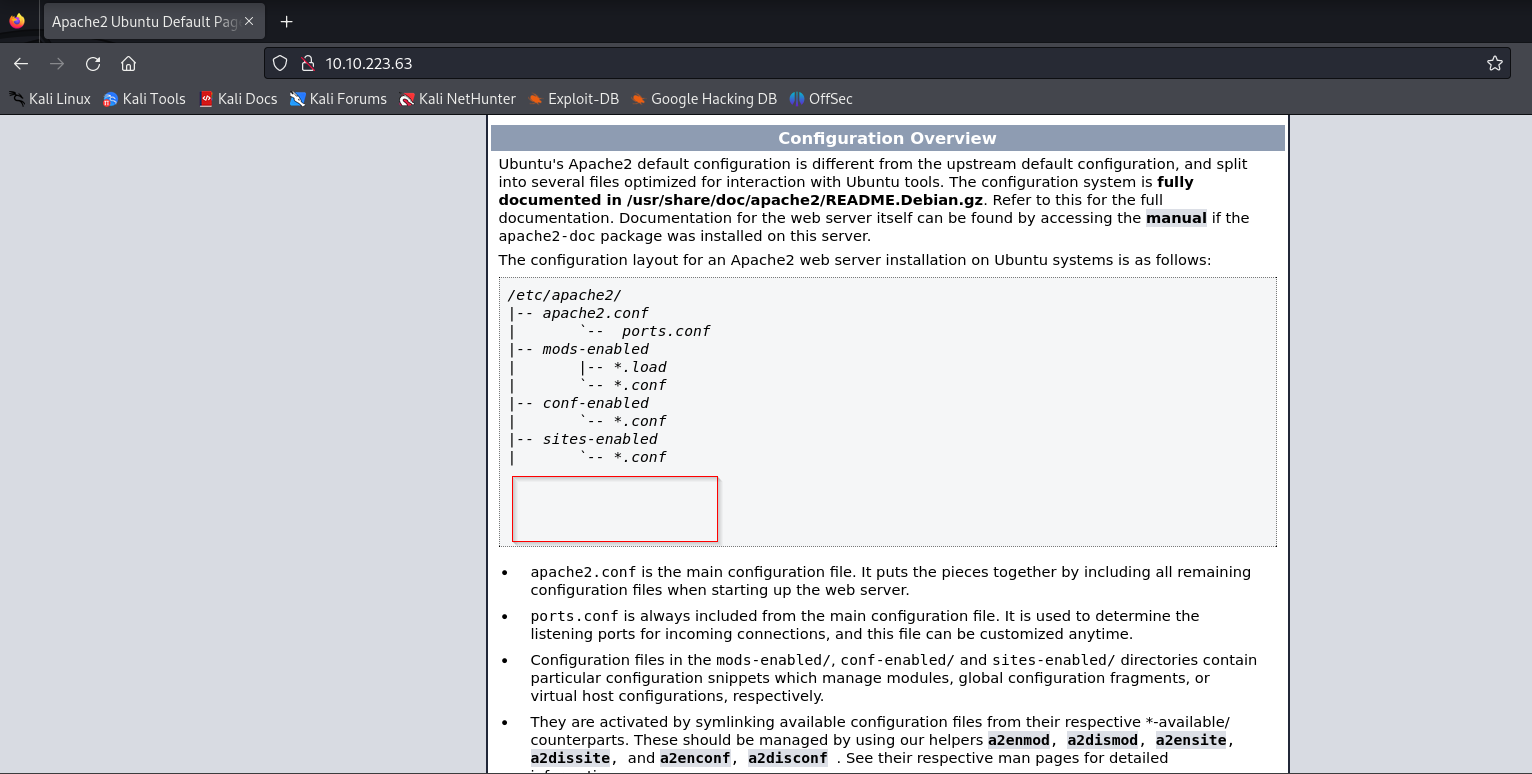 Apache2 Ubuntu Default Pag
10.10.223.63
Kali Linux Kali Tools Kali Docs Kali Forums Kali NetHunter Exploit-DB Google Hacking DB OffSec
Configuration Overview
Ubuntu's Apache2 default configuration is different from the upstream default configuration, and split
into several files optimized for interaction with Ubuntu tools. The configuration system is fully
documented in /usr/share/doc/apache2/README.Debian.gz. Refer to this for the full
documentation. Documentation for the web server itself can be found by accessing the manual if the
apache2-doc package was installed on this server.
The configuration layout for an Apache2 web server installation on Ubuntu systems is as follows:
/etc/apache2/
|-- apache2.conf
|       `--  ports.conf
|-- mods-enabled
|       |-- *.load
|       `-- *.conf
|-- conf-enabled
|       `-- *.conf
|-- sites-enabled
|       `-- *.conf
• apache2.conf is the main configuration file. It puts the pieces together by including all remaining
configuration files when starting up the web server.
• ports.conf is always included from the main configuration file. It is used to determine the
listening ports for incoming connections, and this file can be customized anytime.
• Configuration files in the mods-enabled/, conf-enabled/ and sites-enabled/ directories contain
particular configuration snippets which manage modules, global configuration fragments, or
virtual host configurations, respectively.
• They are activated by symlinking available configuration files from their respective *-available/
counterparts. These should be managed by using our helpers a2enmod, a2dismod, a2ensite,
a2dissite, and a2enconf, a2disconf . See their respective man pages for detailed